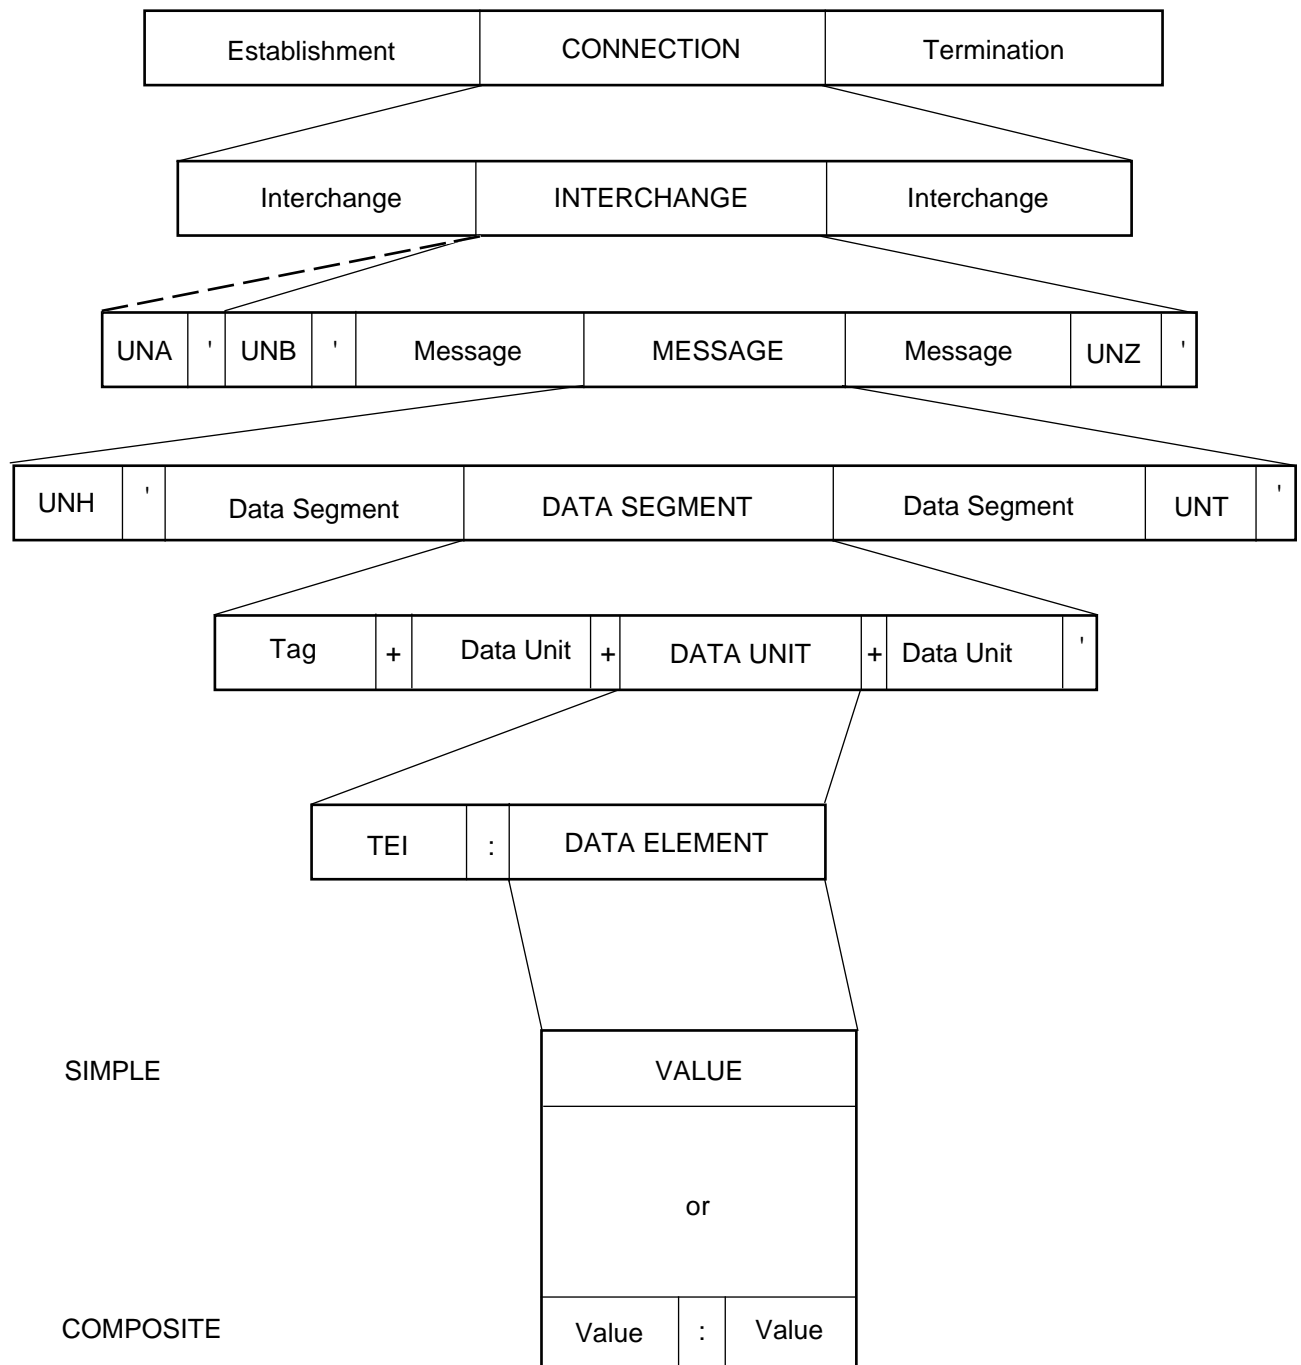 Establishment CONNECTION Termination
Interchange INTERCHANGE Interchange
UNA ' UNB ' Message MESSAGE Message UNZ '
UNH ' Data Segment DATA SEGMENT Data Segment UNT '
Tag + Data Unit + DATA UNIT + Data Unit '
TEI : DATA ELEMENT
SIMPLE VALUE
or
COMPOSITE Value : Value